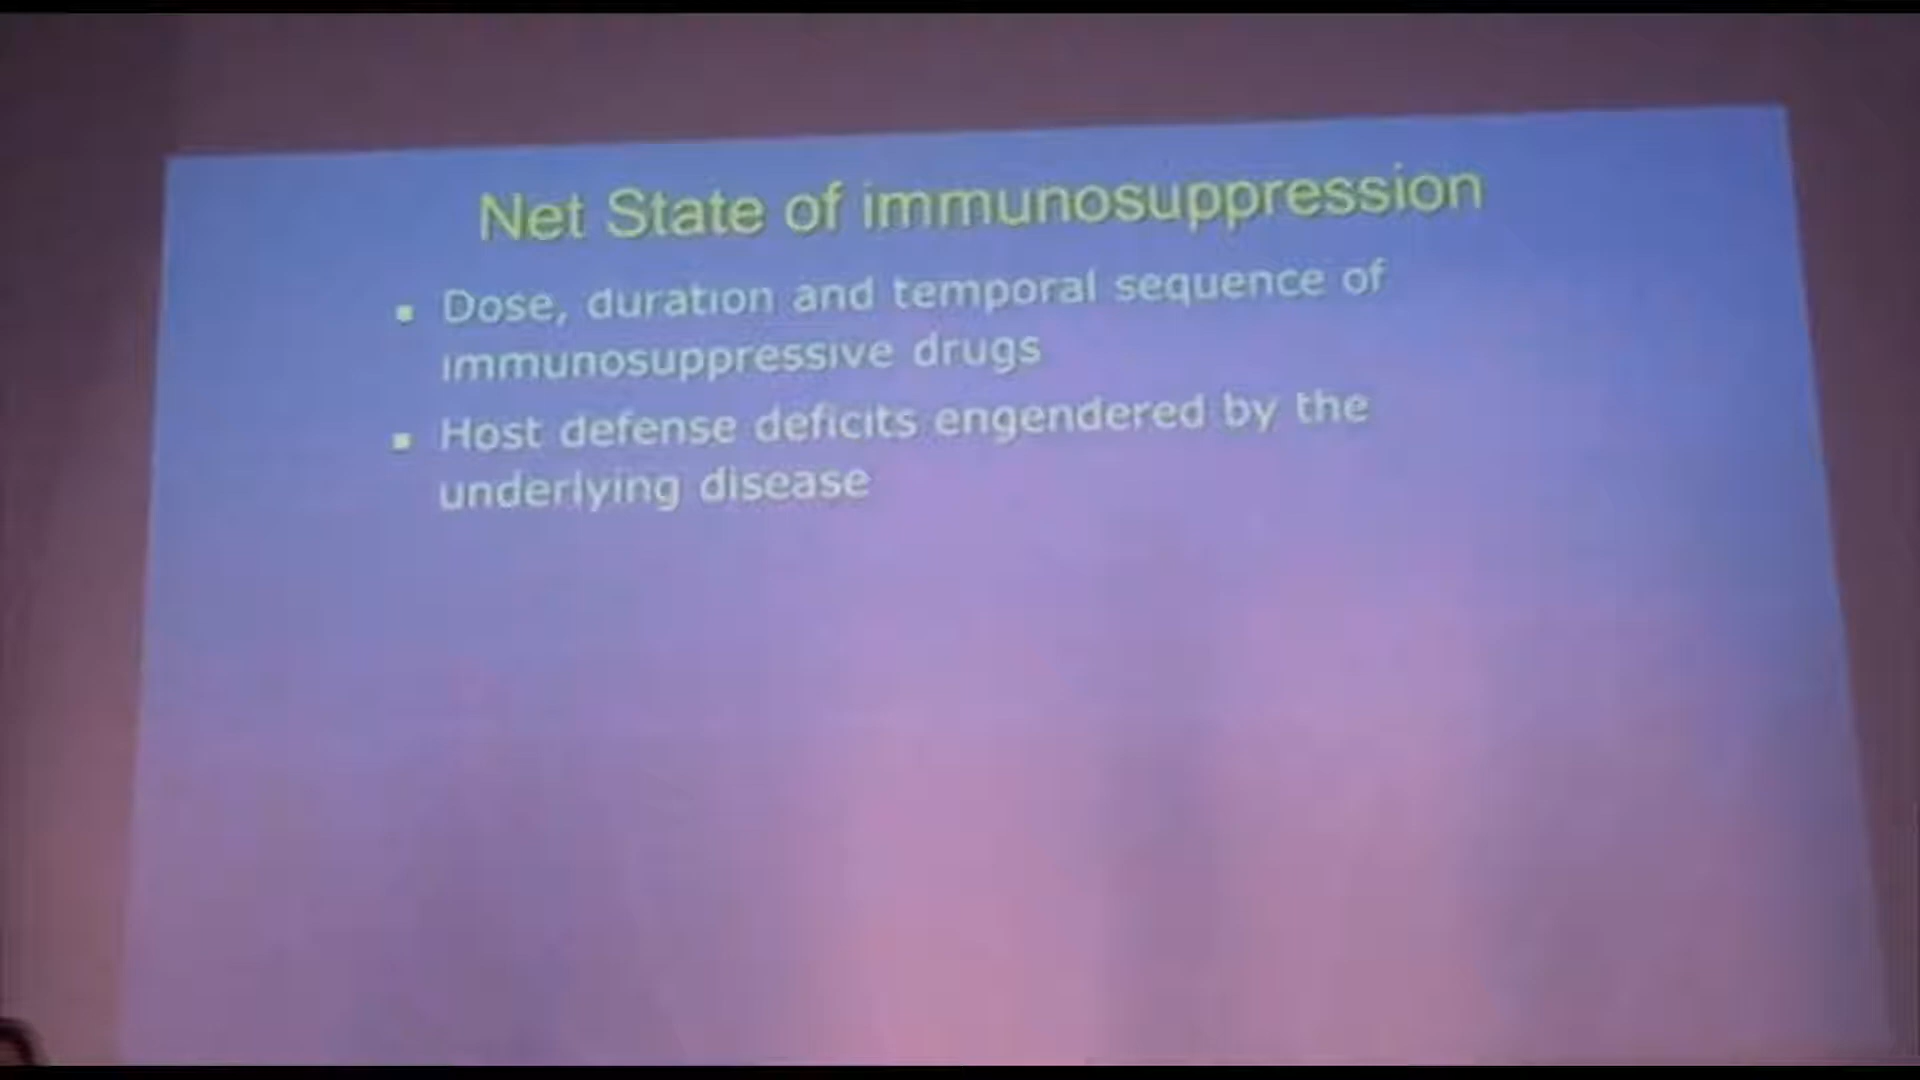 Net State of immunosuppression
▪ Dose, duration and temporal sequence of
immunosuppressive drugs
▪ Host defense deficits engendered by the
underlying disease